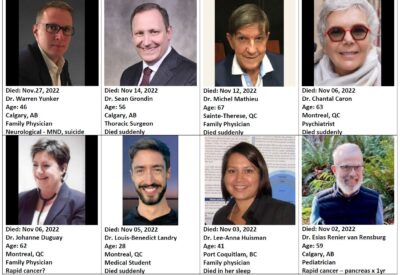 Died: Nov.27, 2022
Dr. Warren Yunker
Age: 46
Calgary, AB
Family Physician
Neurological - MND, suicide
Died: Nov 14, 2022
Dr. Sean Grondin
Age: 56
Calgary, AB
Thoracic Surgeon
Died suddenly
Died: Nov 12, 2022
Dr. Michel Mathieu
Age: 67
Sainte-Therese, QC
Family Physician
Died suddenly
Died: Nov 06, 2022
Dr. Chantal Caron
Age: 63
Montreal, QC
Psychiatrist
Died suddenly
Died: Nov 06, 2022
Dr. Johanne Duguay
Age: 62
Montreal, QC
Family Physician
Rapid cancer?
Died: Nov 05, 2022
Dr. Louis-Benedict Landry
Age: 28
Montreal, QC
Medical Student
Died suddenly
Died: Nov 03, 2022
Dr. Lee-Anna Huisman
Age: 41
Port Coquitlam, BC
Family physician
Died in her sleep
Died: Nov 02, 2022
Dr. Esias Renier van Rensburg
Age: 59
Calgary, AB
Pediatrician
Rapid cancer – pancreas x 1yr